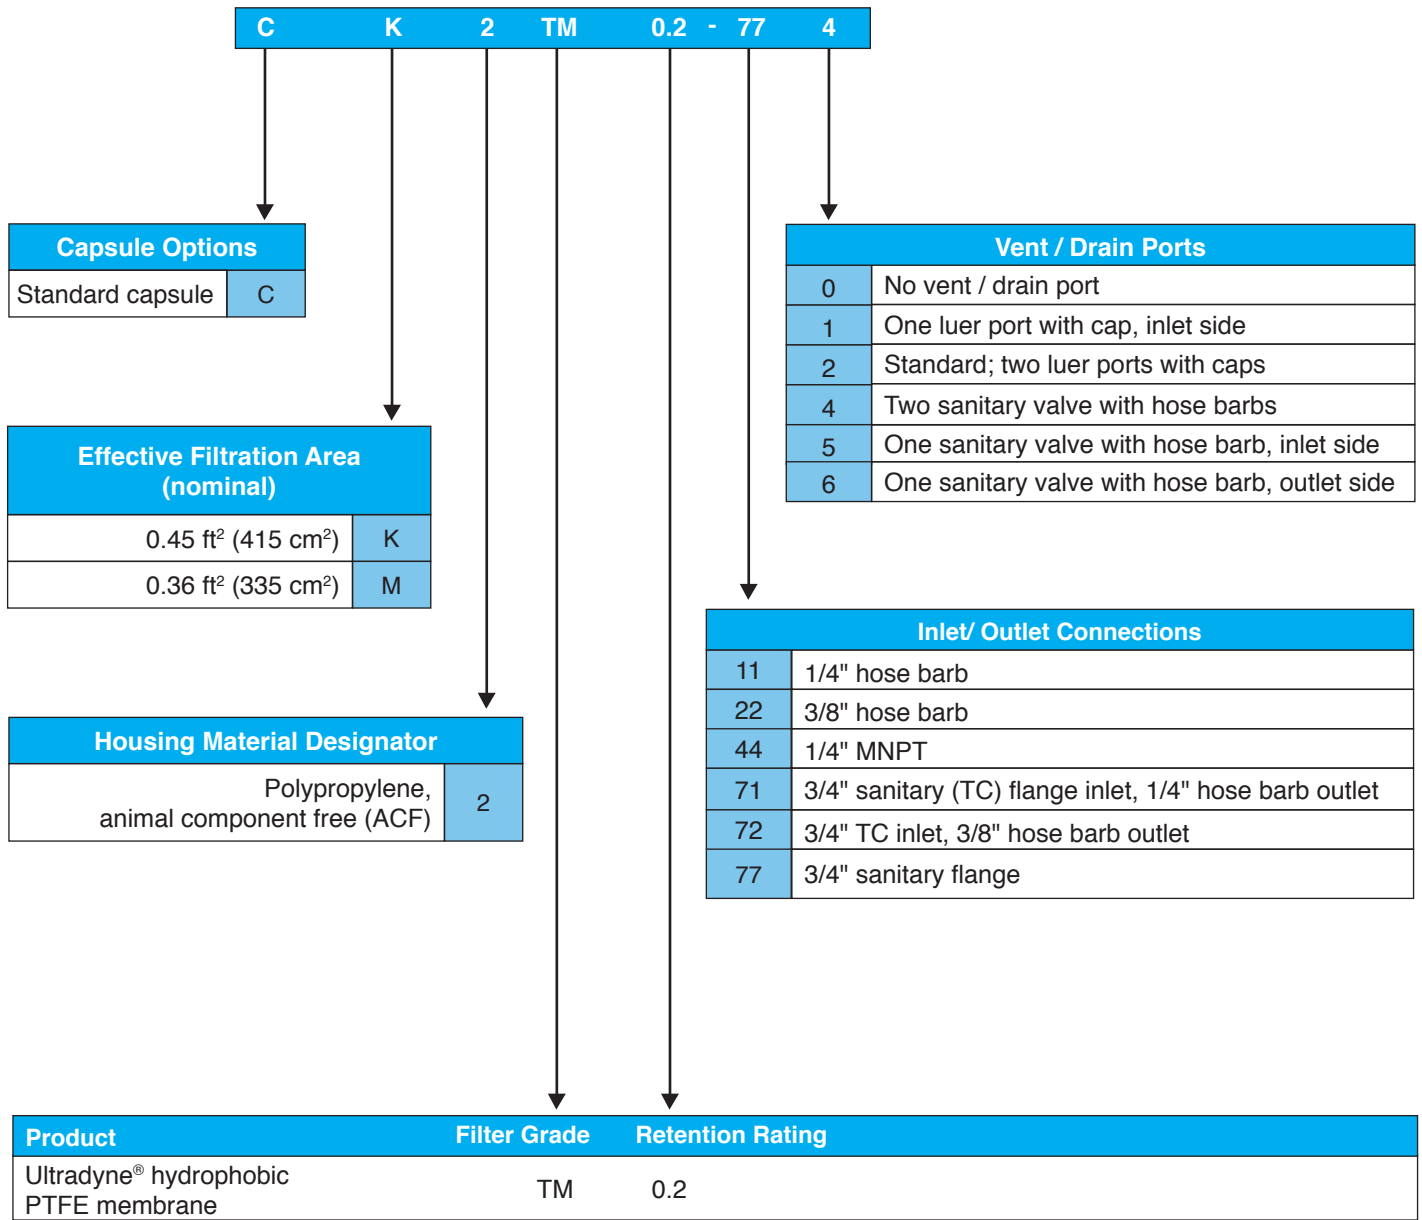 C K 2 TM 0.2 - 77 4
Capsule Options
Standard capsule C
Effective Filtration Area
(nominal)
0.45 ft² (415 cm²) K
0.36 ft² (335 cm²) M
Housing Material Designator
Polypropylene,
animal component free (ACF) 2
Vent / Drain Ports
0 No vent / drain port
1 One luer port with cap, inlet side
2 Standard; two luer ports with caps
4 Two sanitary valve with hose barbs
5 One sanitary valve with hose barb, inlet side
6 One sanitary valve with hose barb, outlet side
Inlet/ Outlet Connections
11 1/4" hose barb
22 3/8" hose barb
44 1/4" MNPT
71 3/4" sanitary (TC) flange inlet, 1/4" hose barb outlet
72 3/4" TC inlet, 3/8" hose barb outlet
77 3/4" sanitary flange
Product Filter Grade Retention Rating
Ultradyne® hydrophobic
PTFE membrane TM 0.2